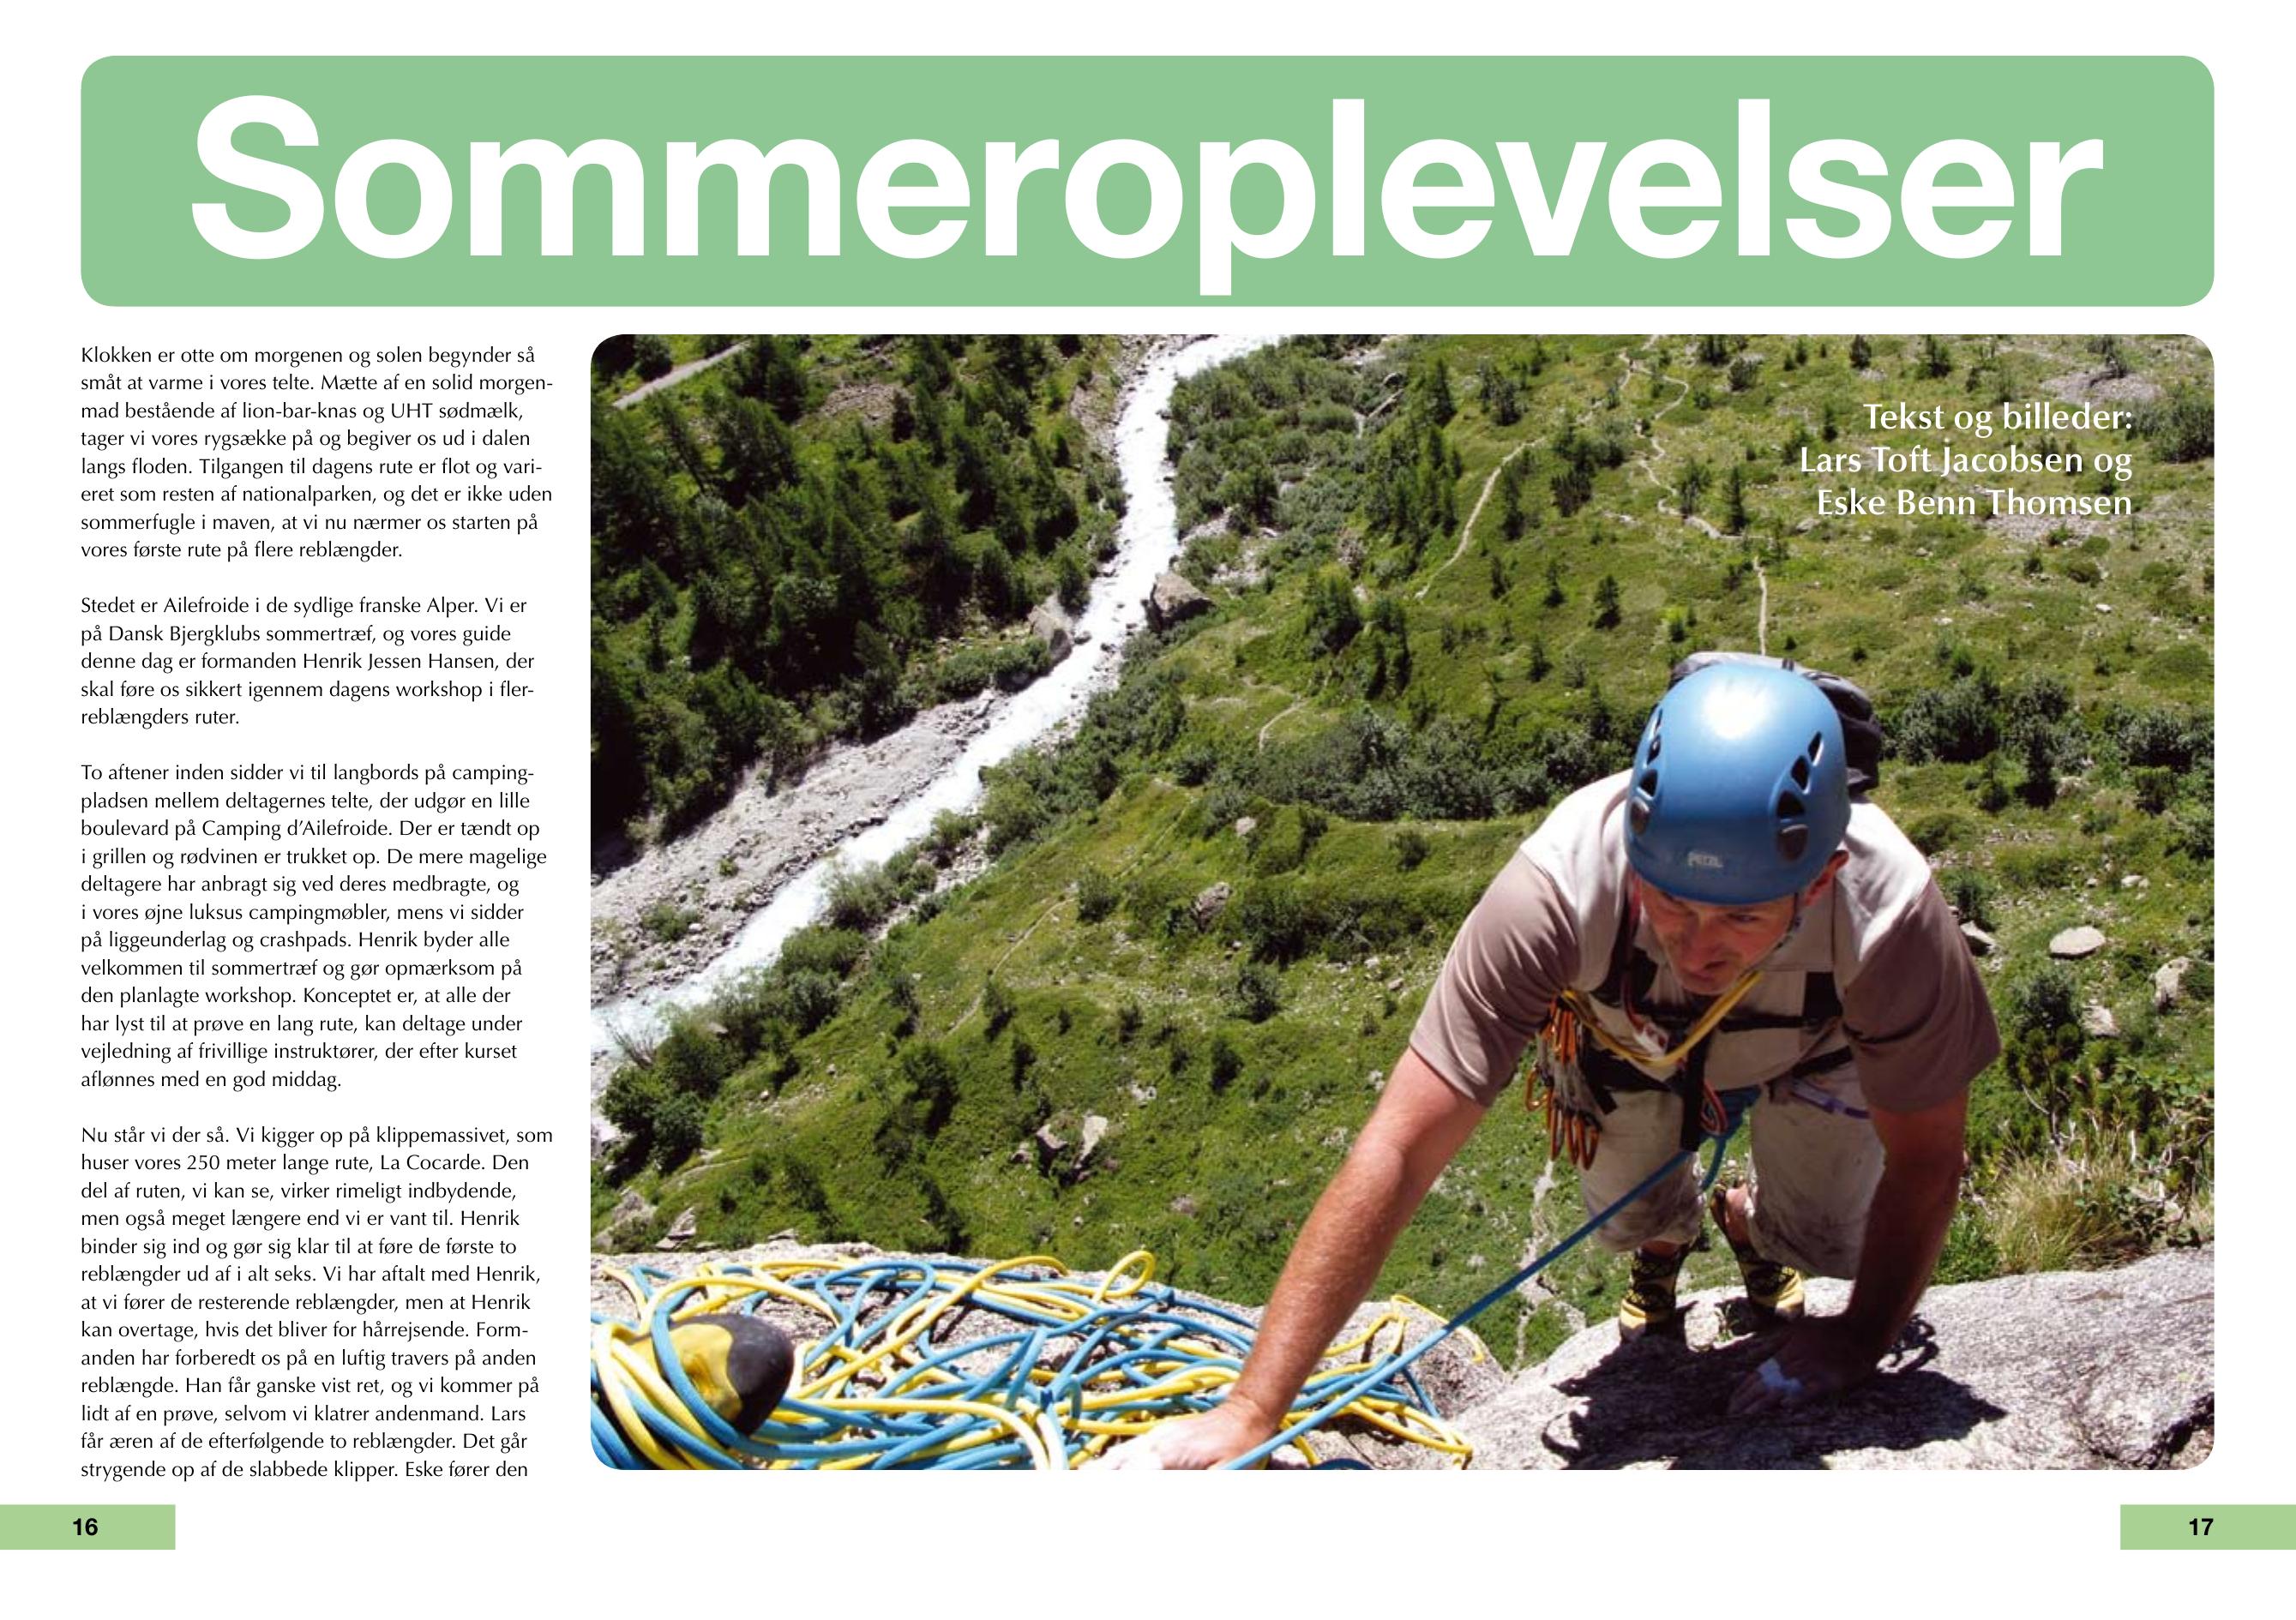 Sommeroplevelser
Klokken er otte om morgenen og solen begynder så
småt at varme i vores telte. Mætte af en solid morgen-
mad bestående af lion-bar-knas og UHT sødmælk,
tager vi vores rygsække på og begiver os ud i dalen
langs floden. Tilgangen til dagens rute er flot og vari-
eret som resten af nationalparken, og det er ikke uden
sommerfugle i maven, at vi nu nærmer os starten på
vores første rute på flere reblængder.
Stedet er Ailefroide i de sydlige franske Alper. Vi er
på Dansk Bjergklubs sommertræf, og vores guide
denne dag er formanden Henrik Jessen Hansen, der
skal føre os sikkert igennem dagens workshop i fler-
reblængders ruter.
To aftener inden sidder vi til langbords på camping-
pladsen mellem deltagernes telte, der udgør en lille
boulevard på Camping d’Ailefroide. Der er tændt op
i grillen og rødvinen er trukket op. De mere magelige
deltagere har anbragt sig ved deres medbragte, og
i vores øjne luksus campingmøbler, mens vi sidder
på liggeunderlag og crashpads. Henrik byder alle
velkommen til sommertræf og gør opmærksom på
den planlagte workshop. Konceptet er, at alle der
har lyst til at prøve en lang rute, kan deltage under
vejledning af frivillige instruktører, der efter kurset
aflønnes med en god middag.
Nu står vi der så. Vi kigger op på klippemassivet, som
huser vores 250 meter lange rute, La Cocarde. Den
del af ruten, vi kan se, virker rimeligt indbydende,
men også meget længere end vi er vant til. Henrik
binder sig ind og gør sig klar til at føre de første to
reblængder ud af i alt seks. Vi har aftalt med Henrik,
at vi fører de resterende reblængder, men at Henrik
kan overtage, hvis det bliver for hårrejsende. Form-
anden har forberedt os på en luftig travers på anden
reblængde. Han får ganske vist ret, og vi kommer på
lidt af en prøve, selvom vi klatrer andenmand. Lars
får æren af de efterfølgende to reblængder. Det går
strygende op af de slabbede klipper. Eske fører den
Tekst og billeder:
Lars Toft Jacobsen og
Eske Benn Thomsen
PETZL
16
17